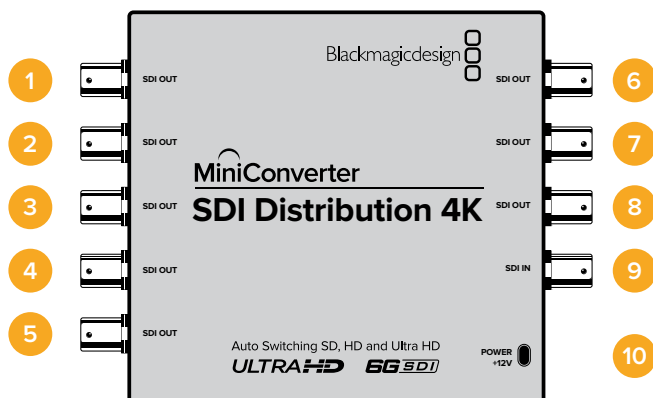 Blackmagicdesign
1 SDI OUT SDI OUT 6
2 SDI OUT SDI OUT 7
MiniConverter
3 SDI OUT SDI Distribution 4K SDI OUT 8
4 SDI OUT SDI IN 9
5 SDI OUT
Auto Switching SD, HD and Ultra HD
POWER
+12V
10
ULTRA HD 6G SDI